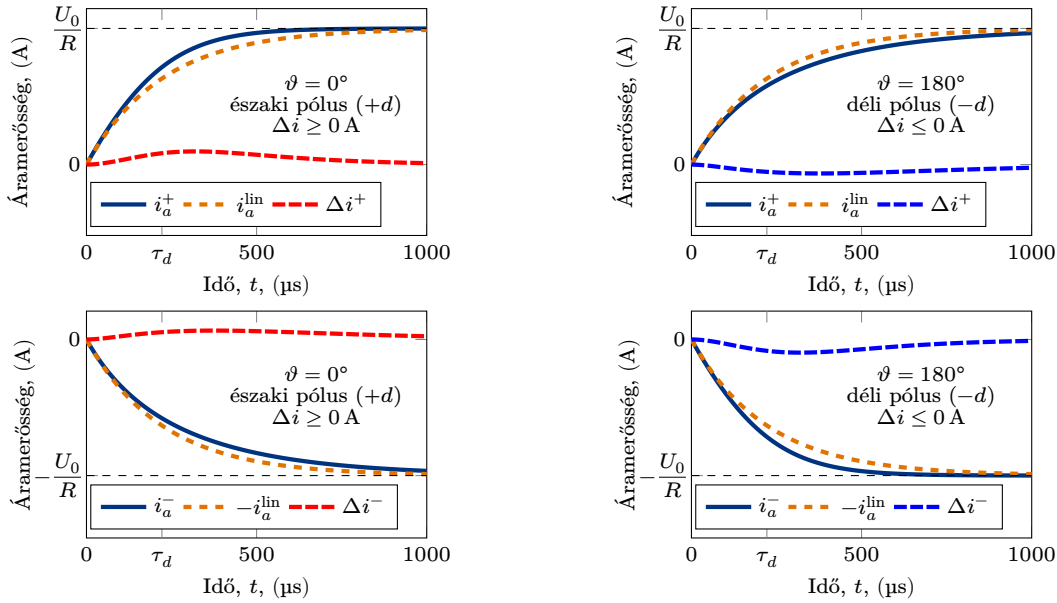 U₀/R
0
Áramerősség, (A)
ϑ = 0°
északi pólus (+d)
Δi ≥ 0 A
i_a^+ i_a^lin Δi^+
0 τ_d 500 1000
Idő, t, (µs)
U₀/R
0
Áramerősség, (A)
ϑ = 180°
déli pólus (−d)
Δi ≤ 0 A
i_a^+ i_a^lin Δi^+
0 τ_d 500 1000
Idő, t, (µs)
0
−U₀/R
Áramerősség, (A)
ϑ = 0°
északi pólus (+d)
Δi ≥ 0 A
i_a^− −i_a^lin Δi^−
0 τ_d 500 1000
Idő, t, (µs)
0
−U₀/R
Áramerősség, (A)
ϑ = 180°
déli pólus (−d)
Δi ≤ 0 A
i_a^− −i_a^lin Δi^−
0 τ_d 500 1000
Idő, t, (µs)